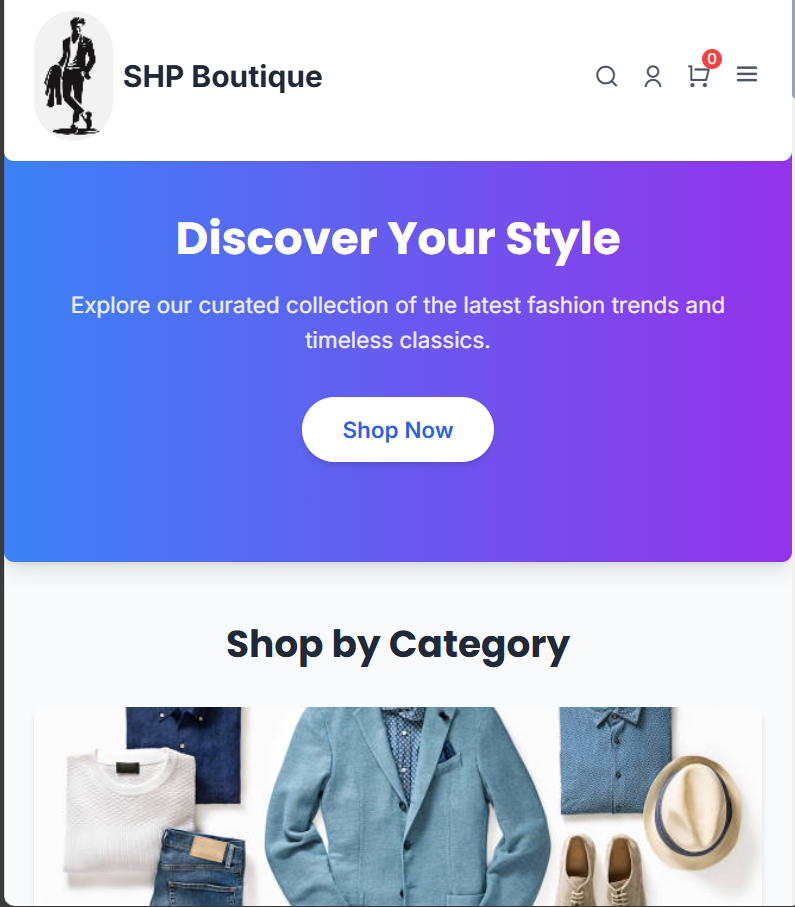 SHP Boutique
0
Discover Your Style
Explore our curated collection of the latest fashion trends and
timeless classics.
Shop Now
Shop by Category